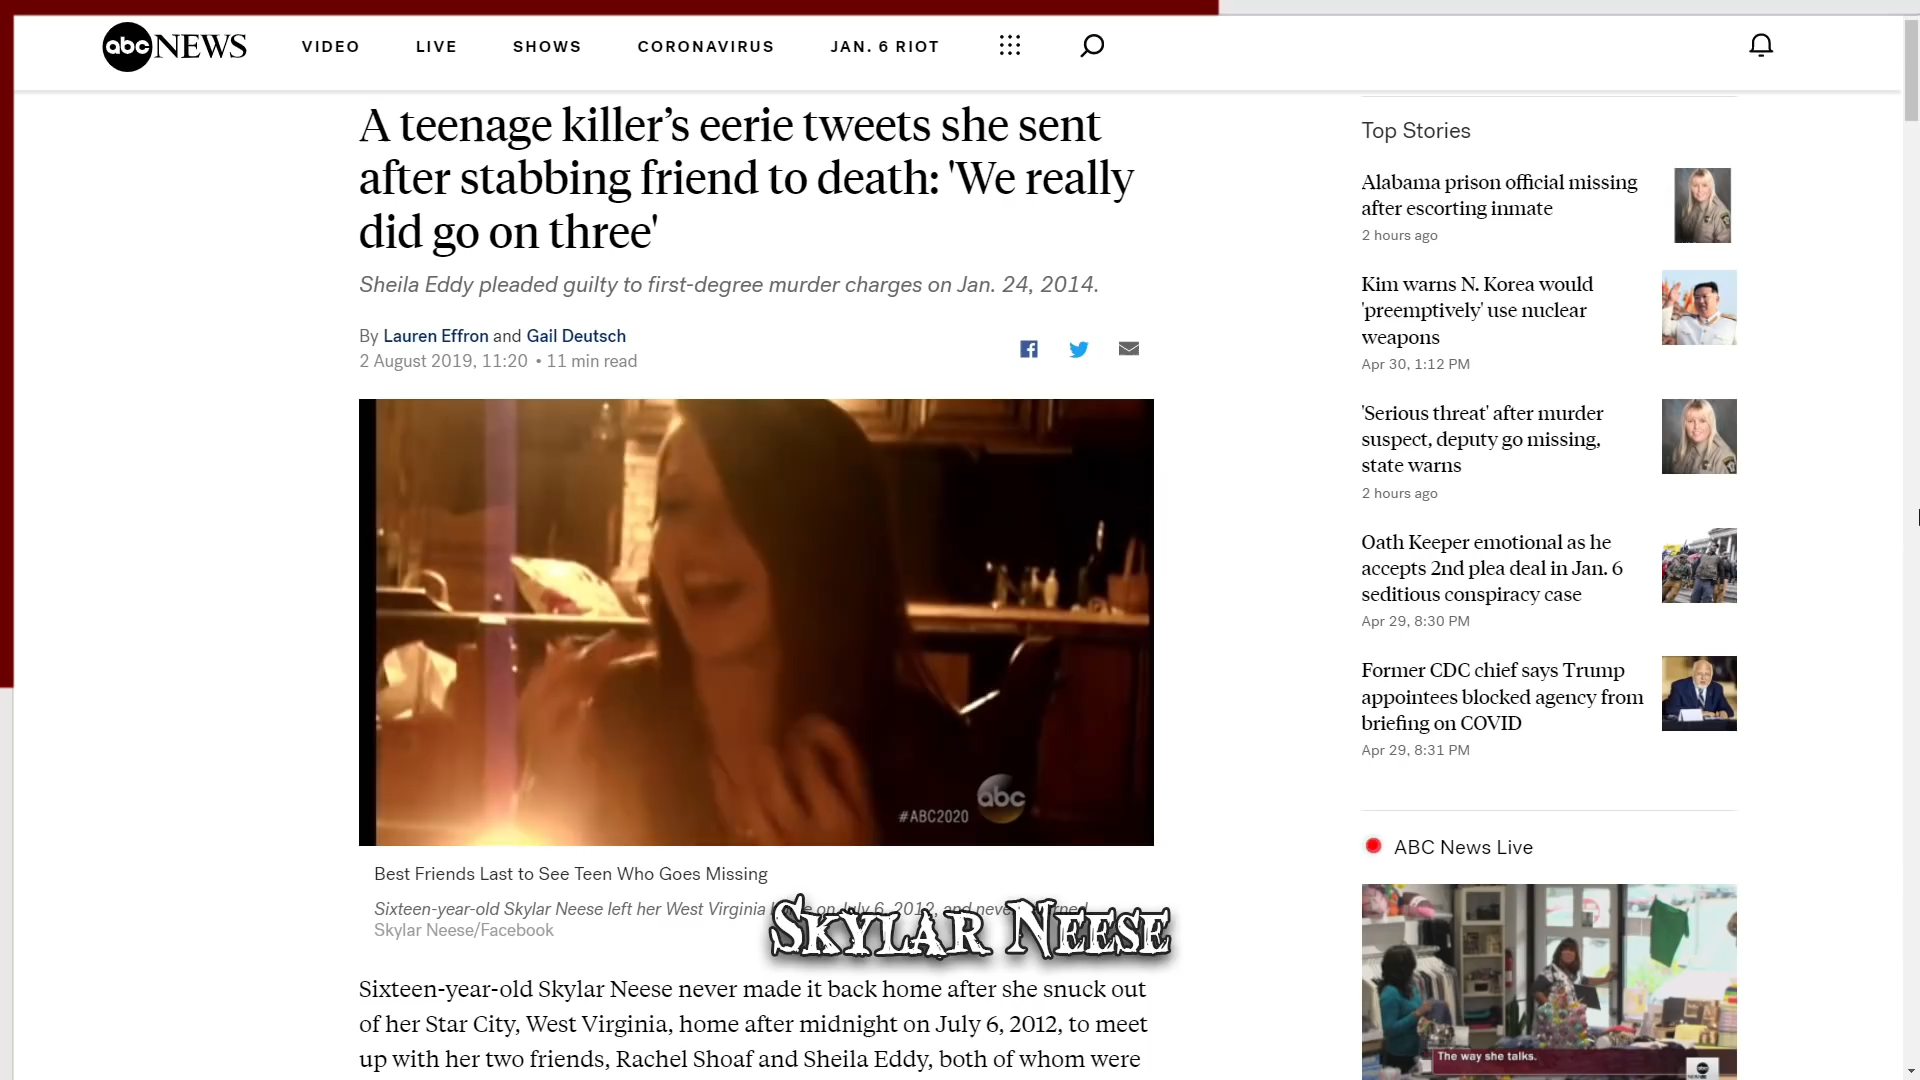 abc NEWS
VIDEO
LIVE
SHOWS
CORONAVIRUS
JAN. 6 RIOT
A teenage killer’s eerie tweets she sent
after stabbing friend to death: 'We really
did go on three'
Sheila Eddy pleaded guilty to first-degree murder charges on Jan. 24, 2014.
By Lauren Effron and Gail Deutsch
2 August 2019, 11:20 • 11 min read
#ABC2020
abc
Best Friends Last to See Teen Who Goes Missing
Sixteen-year-old Skylar Neese left her West Virginia on July 6, 2012, and
Skylar Neese/Facebook
SKYLAR NEESE
Sixteen-year-old Skylar Neese never made it back home after she snuck out
of her Star City, West Virginia, home after midnight on July 6, 2012, to meet
up with her two friends, Rachel Shoaf and Sheila Eddy, both of whom were
Top Stories
Alabama prison official missing
after escorting inmate
2 hours ago
Kim warns N. Korea would
'preemptively' use nuclear
weapons
Apr 30, 1:12 PM
'Serious threat' after murder
suspect, deputy go missing,
state warns
2 hours ago
Oath Keeper emotional as he
accepts 2nd plea deal in Jan. 6
seditious conspiracy case
Apr 29, 8:30 PM
Former CDC chief says Trump
appointees blocked agency from
briefing on COVID
Apr 29, 8:31 PM
ABC News Live
The way she talks.